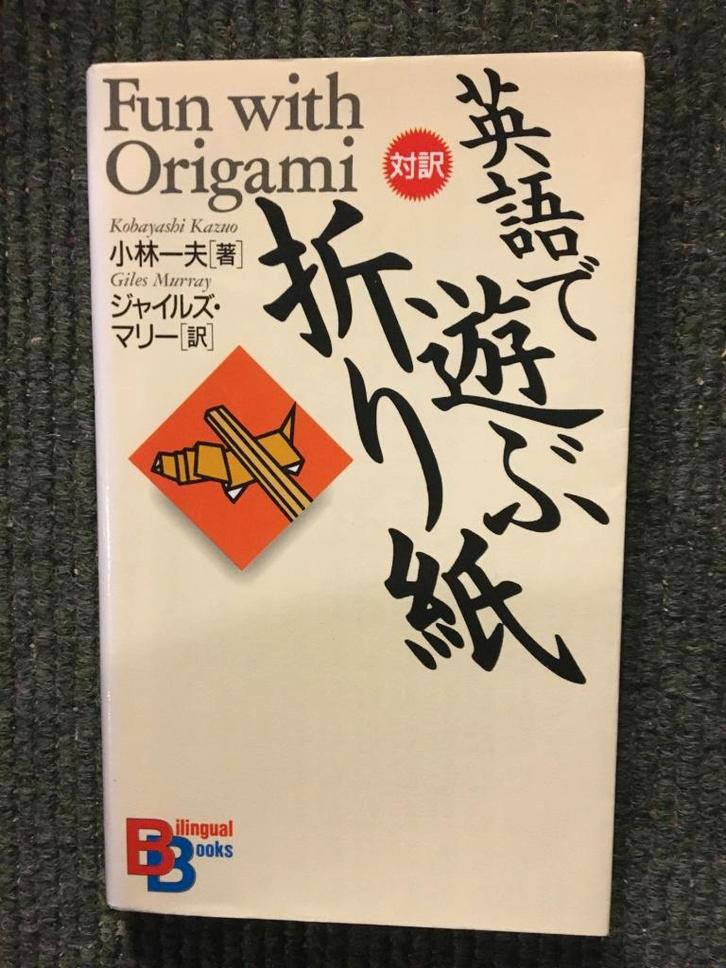 Fun with
Origami
対訳
英語で
遊ぶ
折り紙
Kobayashi Kazuo
小林一夫[著]
Giles Murray
ジャイルズ・
マリー[訳]
Bilingual
Books